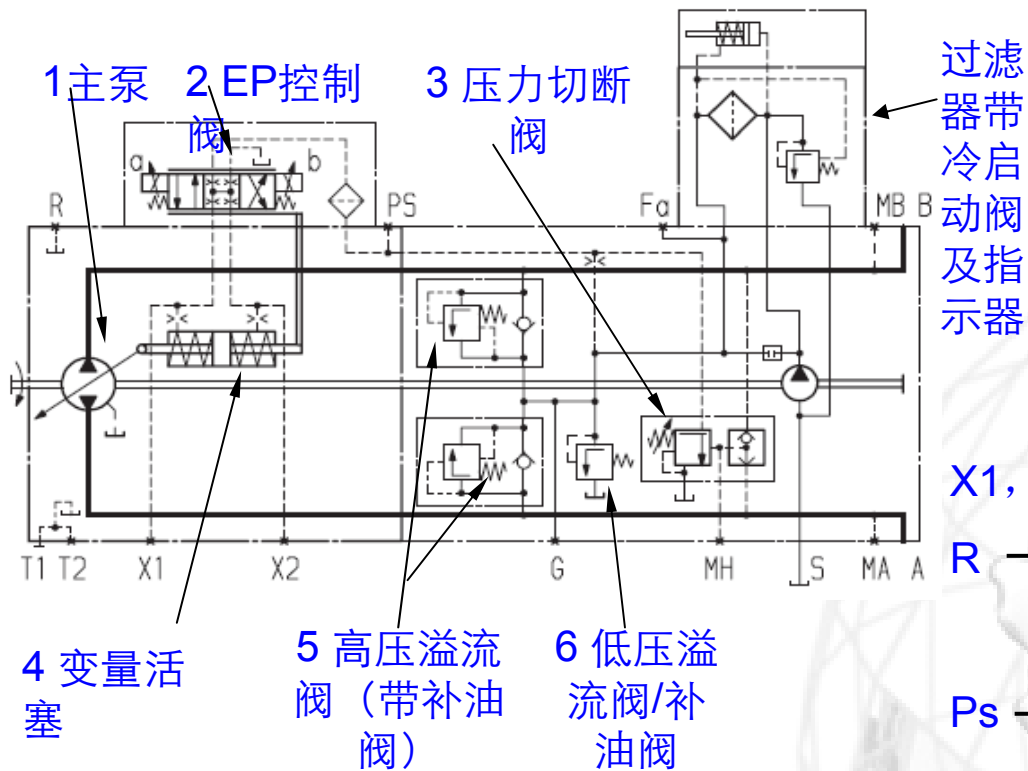 1主泵
2 EP控制
阀
3 压力切断
阀
过滤
器带
冷启
动阀
及指
示器
a
b
R
PS
Fa
MB B
T1 T2 X1 X2 G MH S MA A
X1，
R
Ps
4 变量活
塞
5 高压溢流
阀（带补油
阀）
6 低压溢
流阀/补
油阀